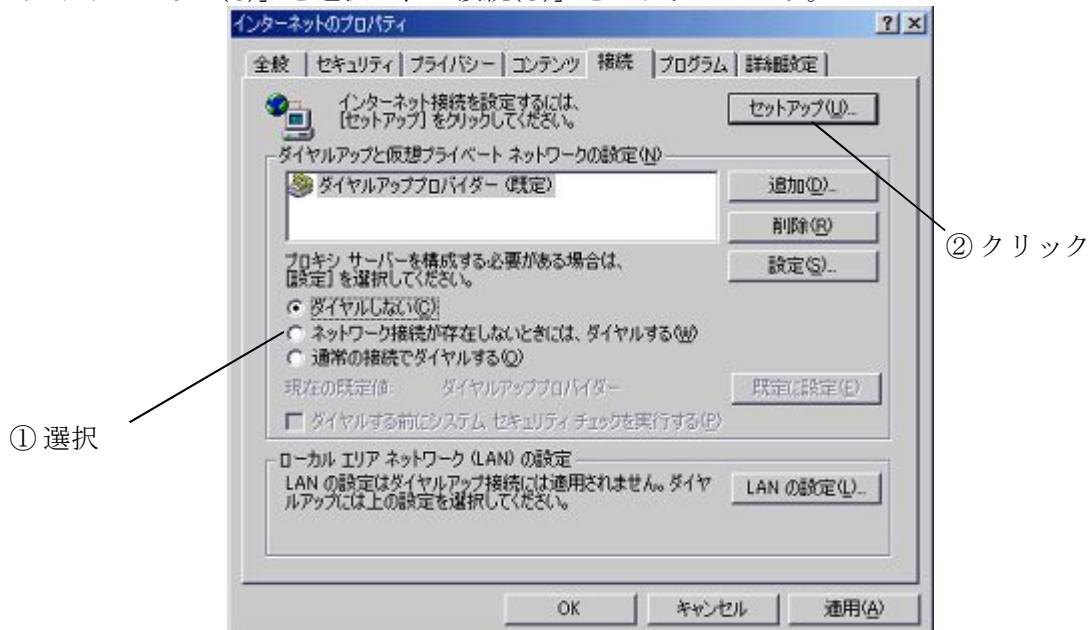 インターネットのプロパティ
全般 セキュリティ プライバシー コンテンツ 接続 プログラム 詳細設定
インターネット接続を設定するには、
[セットアップ] をクリックしてください。
セットアップ(U)...
ダイヤルアップと仮想プライベート ネットワークの設定(N)
ダイヤルアッププロバイダー (既定)
追加(D)...
削除(R)
② クリック
プロキシ サーバーを構成する必要がある場合は、
[設定] を選択してください。
設定(S)...
ダイヤルしない(C)
ネットワーク接続が存在しないときには、ダイヤルする(W)
通常の接続でダイヤルする(O)
現在の既定値: ダイヤルアッププロバイダー
既定に設定(E)
ダイヤルする前にシステム セキュリティ チェックを実行する(P)
① 選択
ローカル エリア ネットワーク (LAN) の設定
LAN の設定はダイヤルアップ接続には適用されません。ダイヤ
ルアップには上の設定を選択してください。
LAN の設定(L)...
OK キャンセル 適用(A)